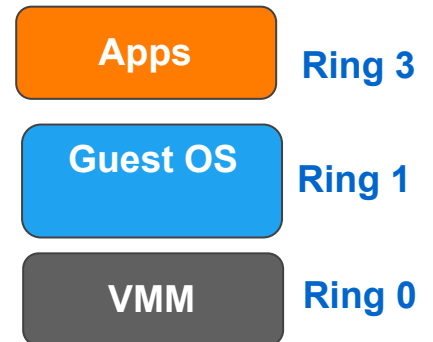 Apps
Ring 3
Guest OS
Ring 1
VMM
Ring 0